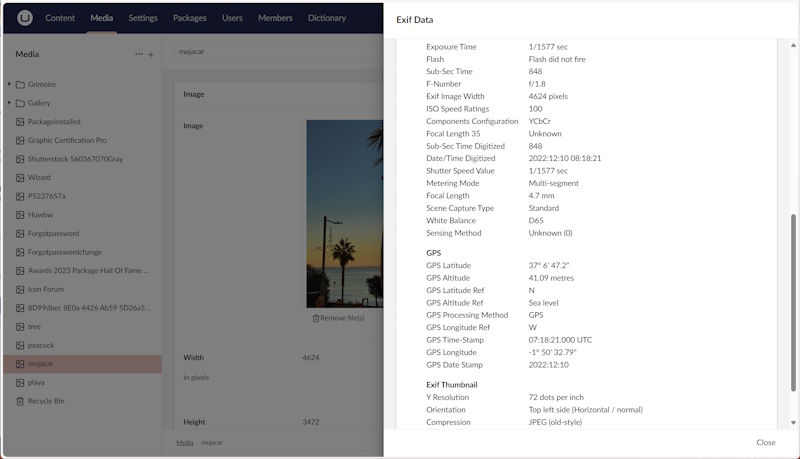 Content Media Settings Packages Users Members Dictionary
Media
Grimoire
Gallery
Packageinstalled
Graphic Certification Pro
Shutterstock 560367070Gray
Wizard
P5237657a
Huwbw
Forgotpassword
Forgotpasswordchange
Awards 2023 Package Hall Of Fame ...
Icon Forum
8D99dbec 8E0a 4426 Ab59 5D26a5...
tree
peacock
mojacar
playa
Recycle Bin
mojacar
Image
Image
Remove file(s)
Width 4624
in pixels
Height 3472
Media / mojacar
Exif Data
Exposure Time 1/1577 sec
Flash Flash did not fire
Sub-Sec Time 848
F-Number f/1.8
Exif Image Width 4624 pixels
ISO Speed Ratings 100
Components Configuration YCbCr
Focal Length 35 Unknown
Sub-Sec Time Digitized 848
Date/Time Digitized 2022:12:10 08:18:21
Shutter Speed Value 1/1577 sec
Metering Mode Multi-segment
Focal Length 4.7 mm
Scene Capture Type Standard
White Balance D65
Sensing Method Unknown (0)
GPS
GPS Latitude 37° 6' 47.2"
GPS Altitude 41.09 metres
GPS Latitude Ref N
GPS Altitude Ref Sea level
GPS Processing Method GPS
GPS Longitude Ref W
GPS Time-Stamp 07:18:21.000 UTC
GPS Longitude -1° 50' 32.79"
GPS Date Stamp 2022:12:10
Exif Thumbnail
Y Resolution 72 dots per inch
Orientation Top left side (Horizontal / normal)
Compression JPEG (old-style)
Close